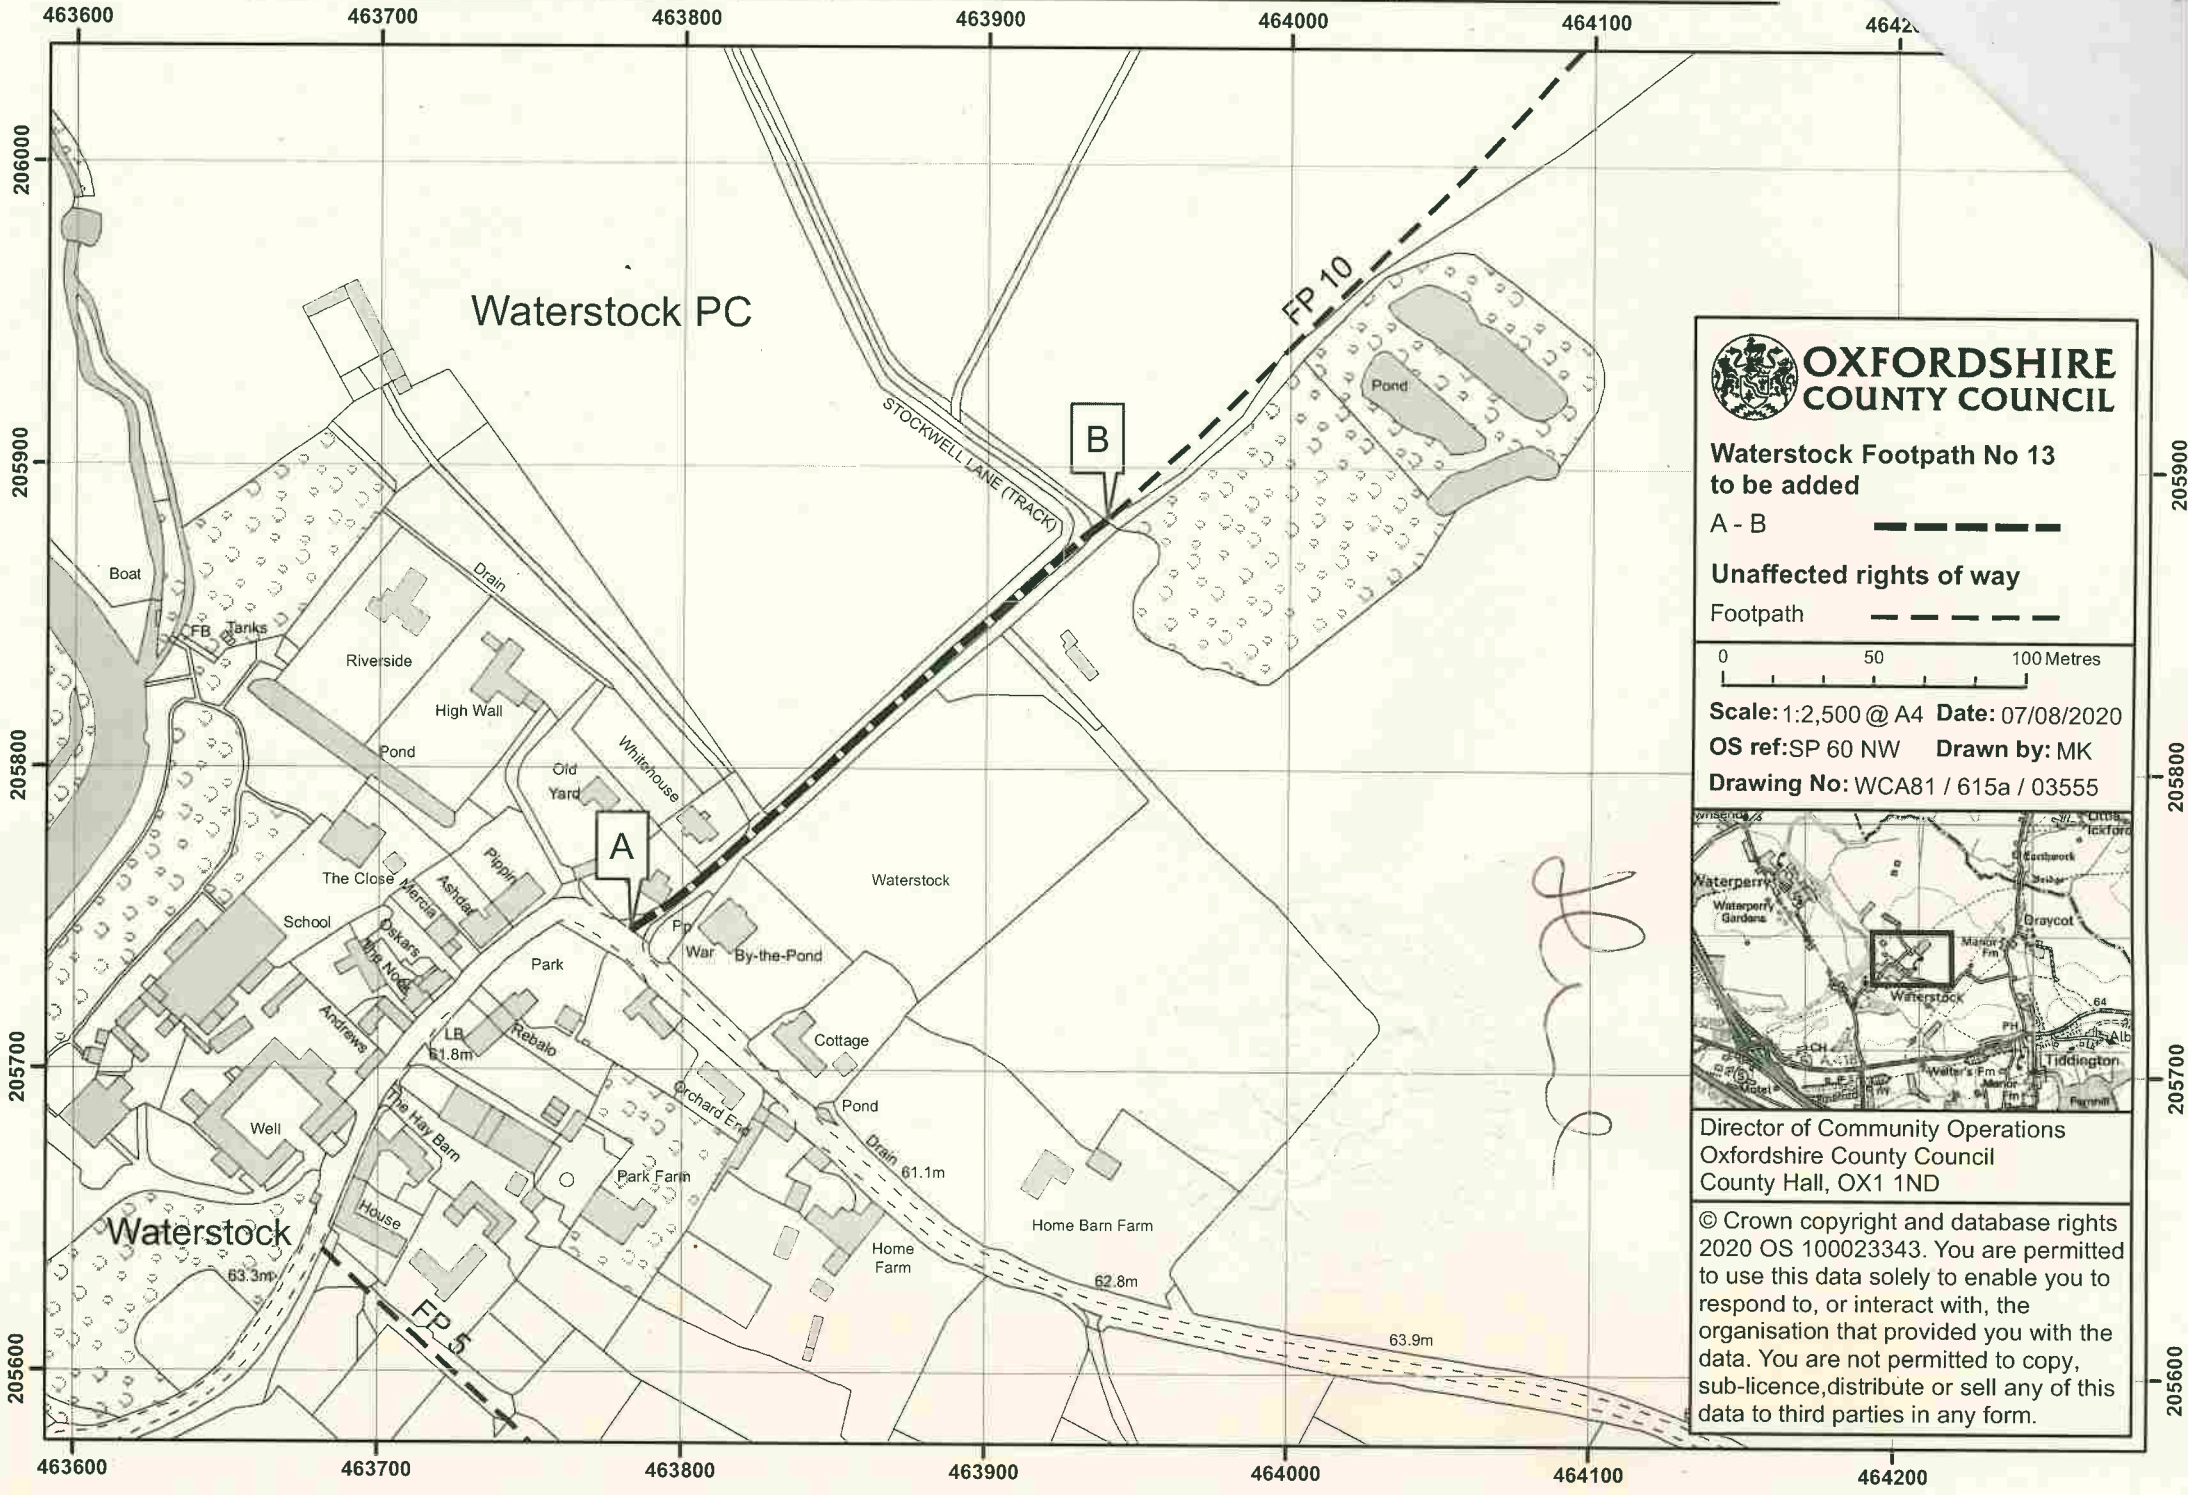 463600 463700 463800 463900 464000 464100
206000
205900
205800
205700
205600
Waterstock PC
FP 10
STOCKWELL LANE (TRACK)
B
A
Pond
Boat
Drain
FB
Tanks
Riverside
High Wall
Pond
Old
Yard
Whitehouse
Pippin
The Close
Mercia
Ashdar
School
Oskars
The Nook
Andrews
Park
Pp
War
By-the-Pond
Waterstock
LB
61.8m
Rebalo
Cottage
Orchard End
Pond
Drain
61.1m
Well
The Hay Barn
Park Farm
House
Waterstock
63.3m
FP 5
Home
Farm
Home Barn Farm
62.8m
63.9m
463600 463700 463800 463900 464000 464100 464200
205900
205800
205700
205600
OXFORDSHIRE
COUNTY COUNCIL
Waterstock Footpath No 13
to be added
A - B
Unaffected rights of way
Footpath
0 50 100 Metres
Scale: 1:2,500 @ A4 Date: 07/08/2020
OS ref:SP 60 NW Drawn by: MK
Drawing No: WCA81 / 615a / 03555
Waterperry
Waterperry
Gardens
Draycot
Manor
Fm
Waterstock
64
PH
CH
Tiddington
Motel
Fernhill
Director of Community Operations
Oxfordshire County Council
County Hall, OX1 1ND
© Crown copyright and database rights
2020 OS 100023343. You are permitted
to use this data solely to enable you to
respond to, or interact with, the
organisation that provided you with the
data. You are not permitted to copy,
sub-licence,distribute or sell any of this
data to third parties in any form.